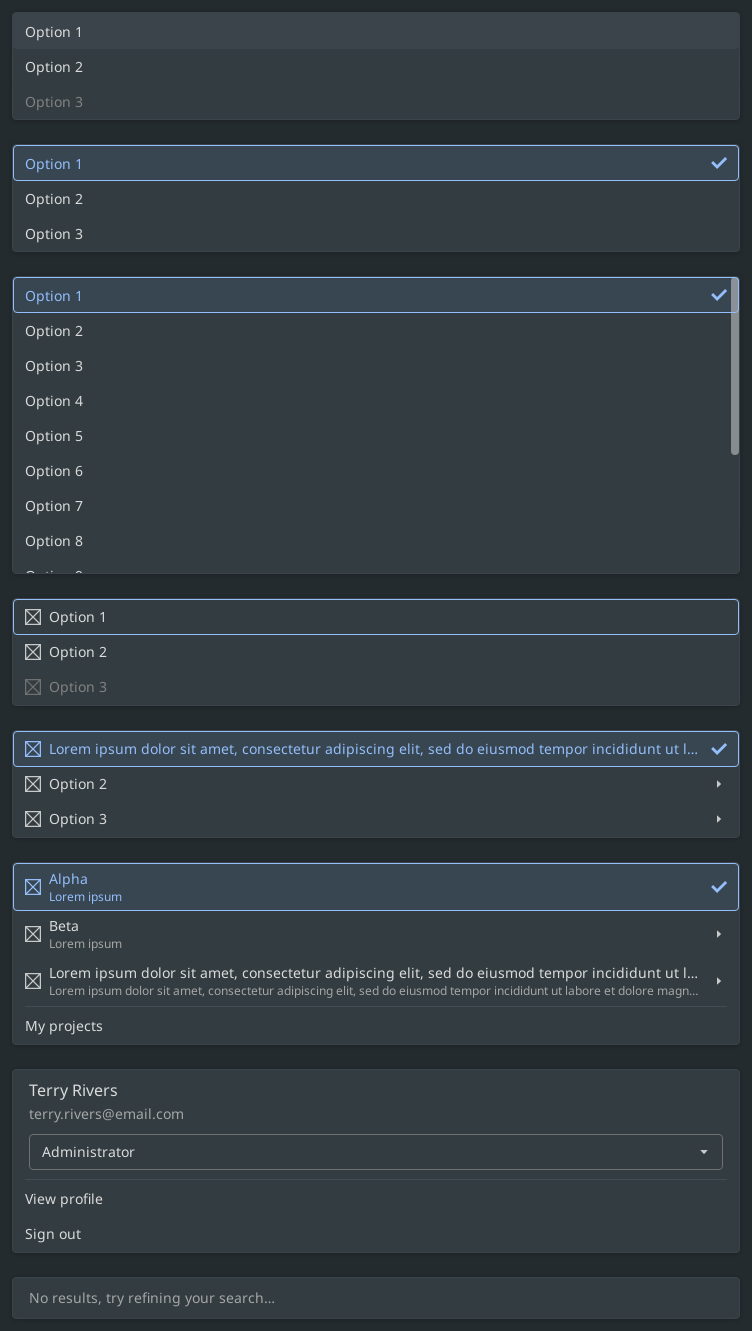 Option 1
Option 2
Option 3
Option 1
Option 2
Option 3
Option 1
Option 2
Option 3
Option 4
Option 5
Option 6
Option 7
Option 8
Option 1
Option 2
Option 3
Lorem ipsum dolor sit amet, consectetur adipiscing elit, sed do eiusmod tempor incididunt ut l…
Option 2
Option 3
Alpha
Lorem ipsum
Beta
Lorem ipsum
Lorem ipsum dolor sit amet, consectetur adipiscing elit, sed do eiusmod tempor incididunt ut l…
Lorem ipsum dolor sit amet, consectetur adipiscing elit, sed do eiusmod tempor incididunt ut labore et dolore magn…
My projects
Terry Rivers
terry.rivers@email.com
Administrator
View profile
Sign out
No results, try refining your search…